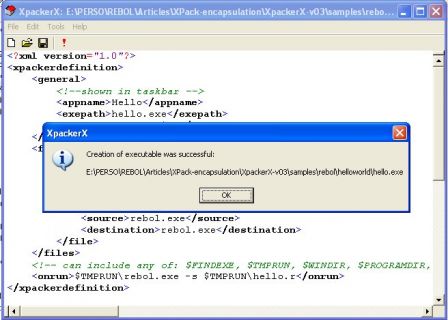 XpackerX: E:\PERSO\REBOL\Articles\XPack-encapsulation\XpackerX-v03\samples\rebo...
File Edit Tools Help
<?xml version="1.0"?>
<xpackerdefinition>
<general>
<!--shown in taskbar -->
<appname>Hello</appname>
<exepath>hello.exe</exepath>
XpackerX
Creation of executable was successful:
E:\PERSO\REBOL\Articles\XPack-encapsulation\XpackerX-v03\samples\rebol\helloworld\hello.exe
OK
<source>rebol.exe</source>
<destination>rebol.exe</destination>
</file>
</files>
<!-- can include any of: $FINDEXE, $TMPRUN, $WINDIR, $PROGRAMDIR,
<onrun>$TMPRUN\rebol.exe -s $TMPRUN\hello.r</onrun>
</xpackerdefinition>